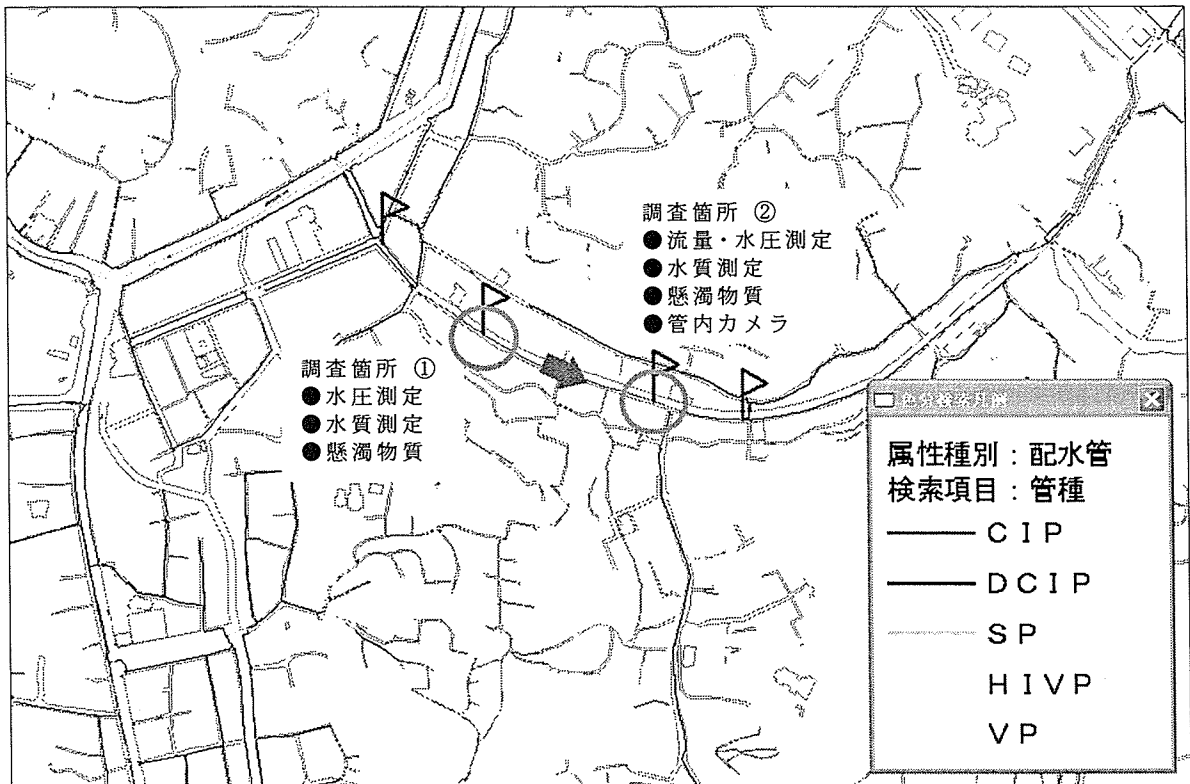 調査箇所 ②
●流量・水圧測定
●水質測定
●懸濁物質
●管内カメラ
調査箇所 ①
●水圧測定
●水質測定
●懸濁物質
属性種別：配水管
検索項目：管種
CIP
DCIP
SP
HIVP
VP